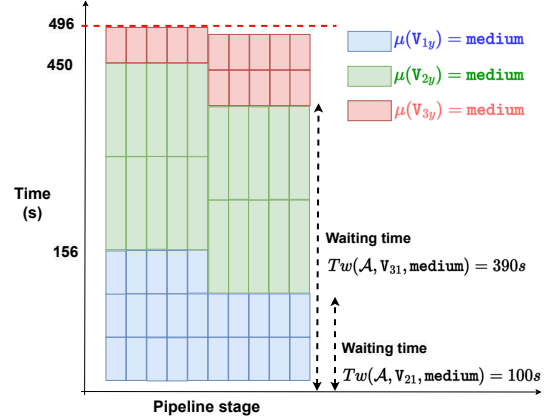 496
450
156
Time
(s)
Pipeline stage
μ(V₁y) = medium
μ(V₂y) = medium
μ(V₃y) = medium
Waiting time
Tw(𝒜, V₃₁, medium) = 390s
Waiting time
Tw(𝒜, V₂₁, medium) = 100s